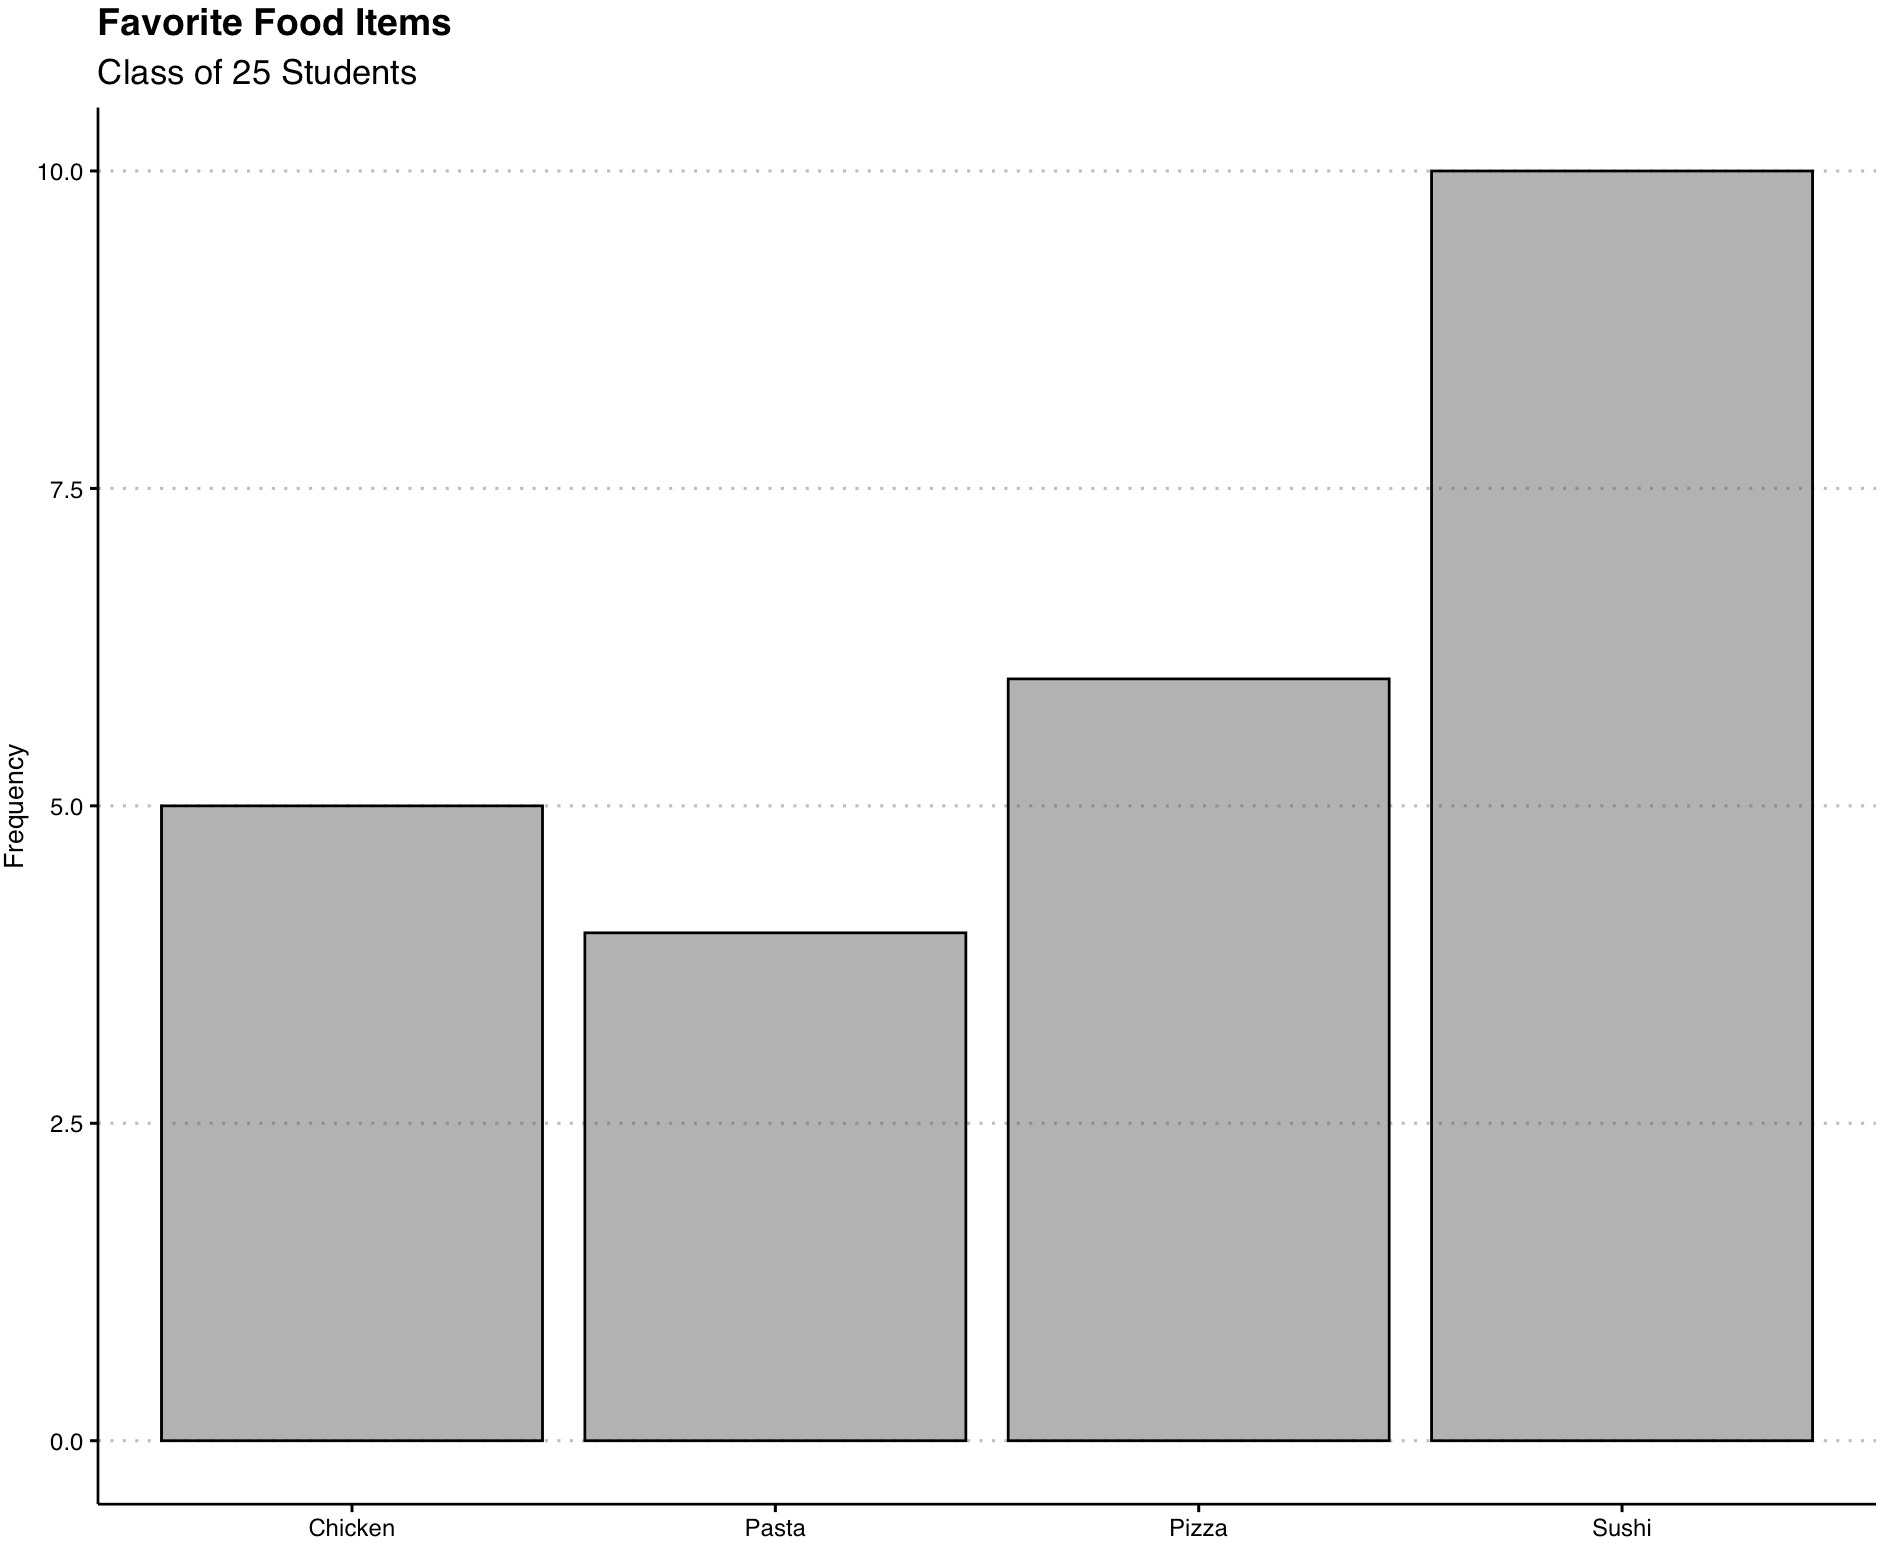 Favorite Food Items
Class of 25 Students
Frequency
10.0
7.5
5.0
2.5
0.0
Chicken Pasta Pizza Sushi